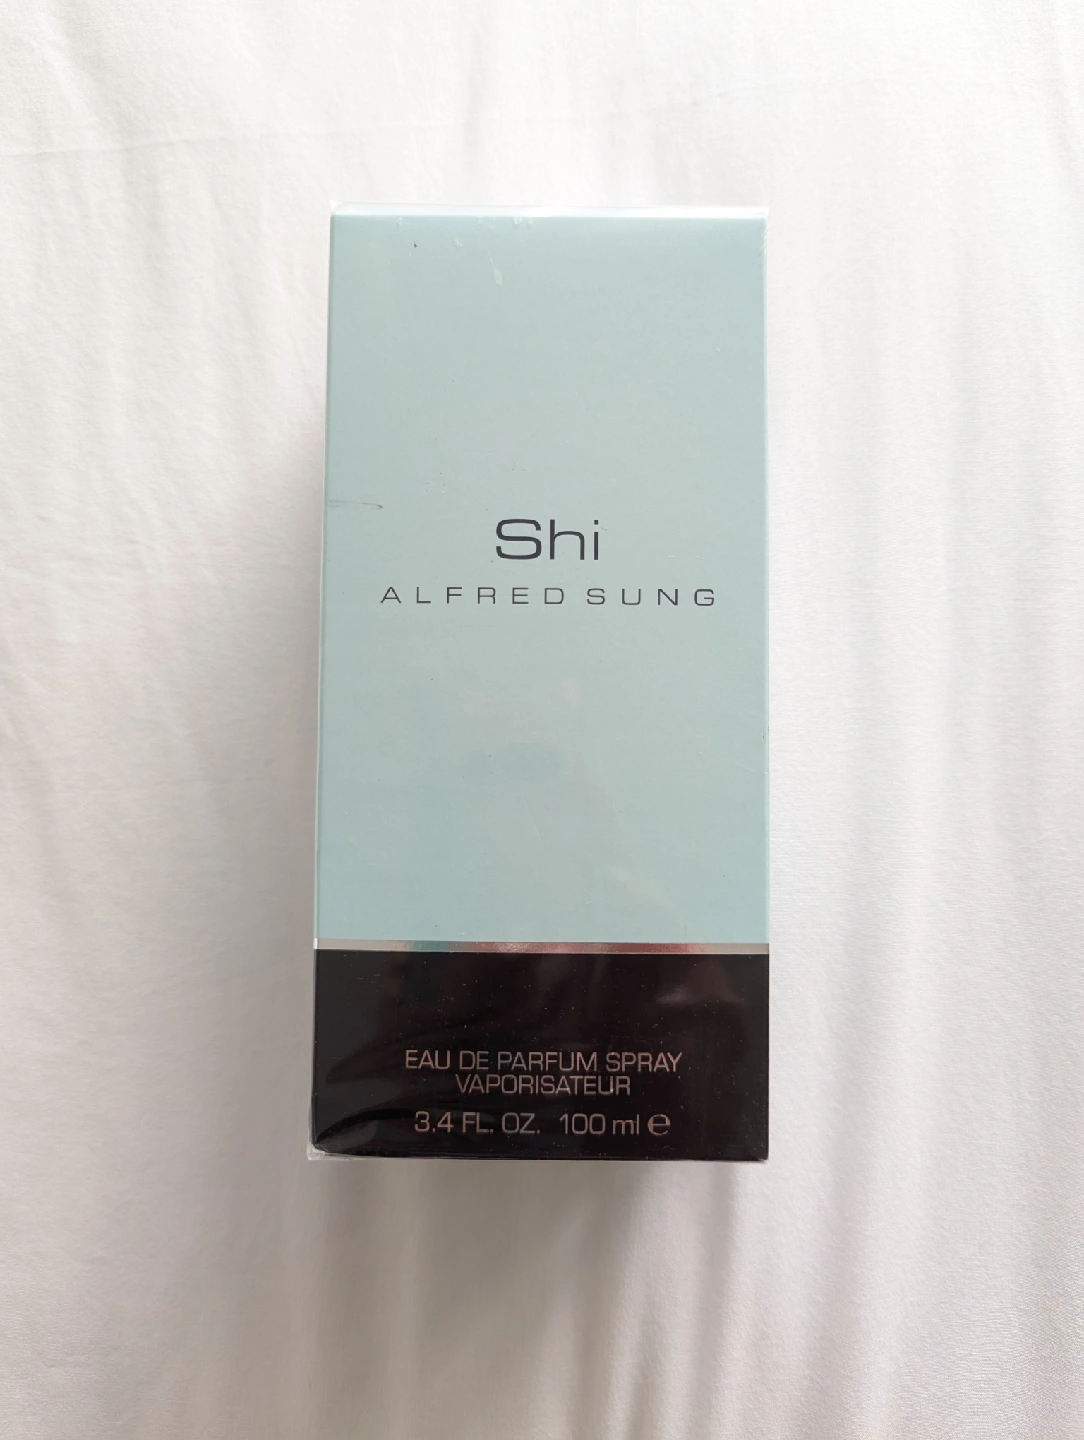 Shi
ALFRED SUNG
EAU DE PARFUM SPRAY
VAPORISATEUR
3.4 FL. OZ. 100 ml ℮